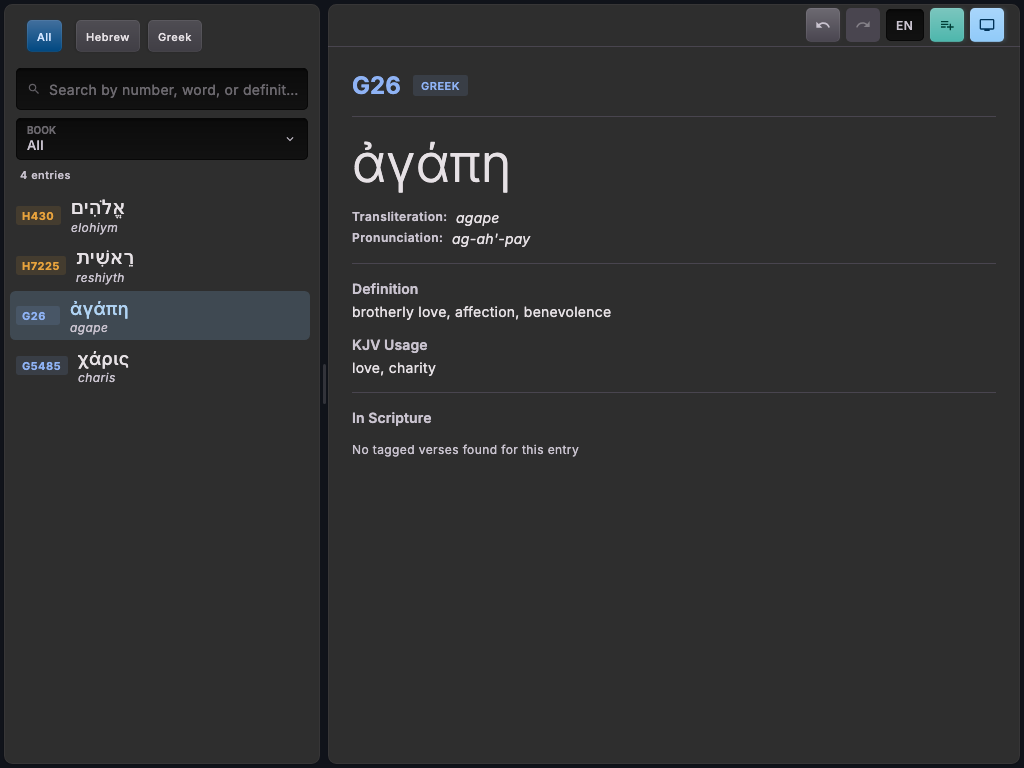 All Hebrew Greek
Search by number, word, or definit...
BOOK
All
4 entries
H430 אֱלֹהִים
elohiym
H7225 רֵאשִׁית
reshiyth
G26 ἀγάπη
agape
G5485 χάρις
charis
EN
G26 GREEK
ἀγάπη
Transliteration: agape
Pronunciation: ag-ah'-pay
Definition
brotherly love, affection, benevolence
KJV Usage
love, charity
In Scripture
No tagged verses found for this entry